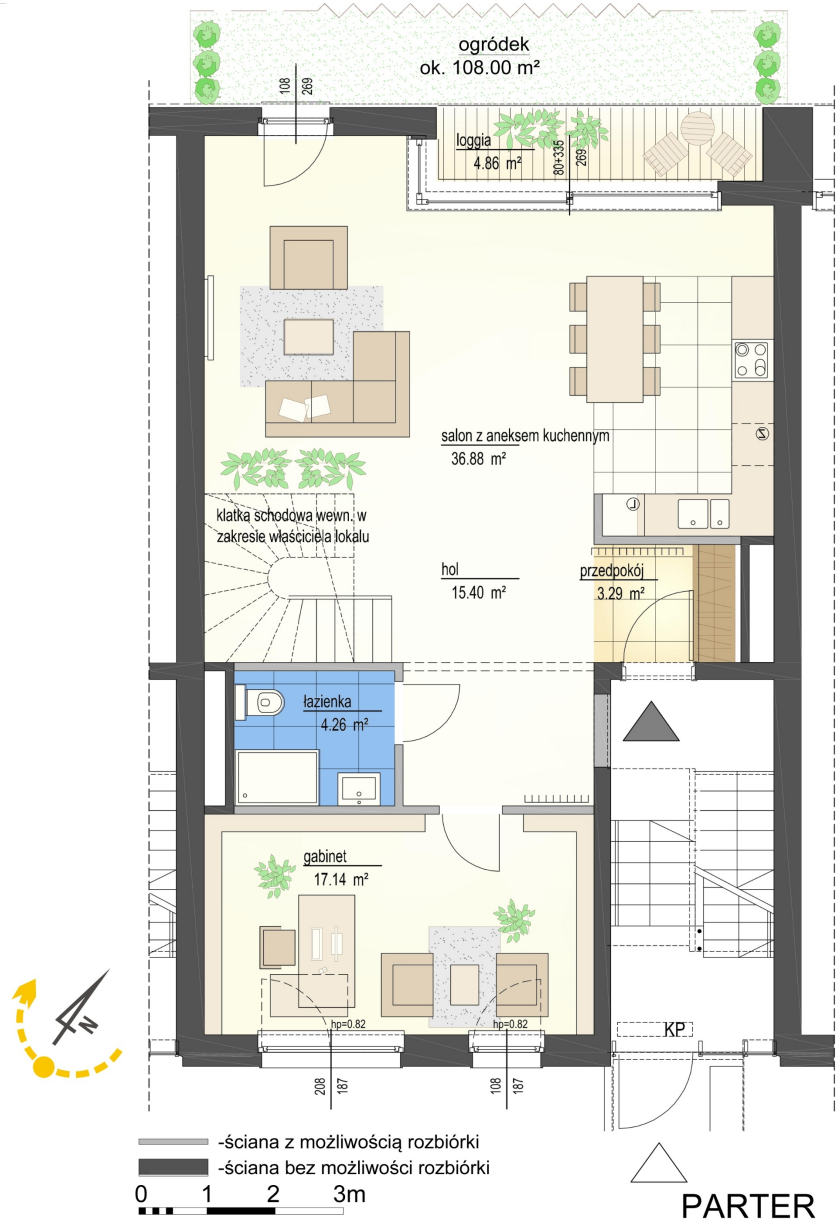 ogródek
ok. 108.00 m²
108
269
loggia
4.86 m²
80+335
269
salon z aneksem kuchennym
36.88 m²
Z
L
klatka schodowa wewn. w
zakresie właściciela lokalu
hol
15.40 m²
przedpokój
3.29 m²
łazienka
4.26 m²
gabinet
17.14 m²
N
hp=0.82
hp=0.82
KP
208
187
108
187
-ściana z możliwością rozbiórki
-ściana bez możliwości rozbiórki
0 1 2 3m
PARTER